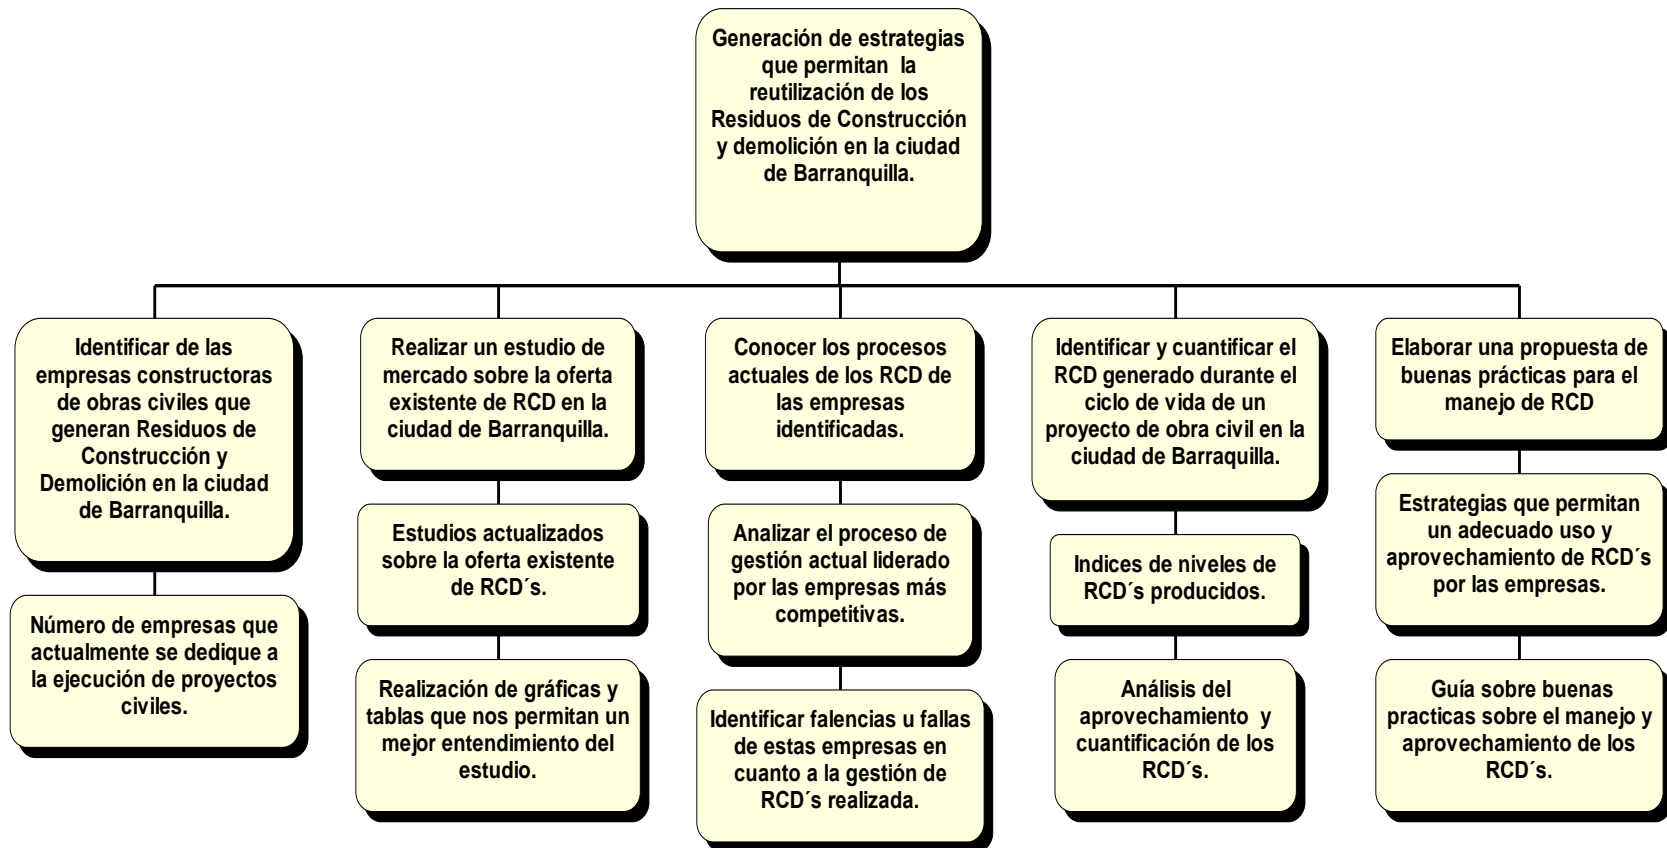 Generación de estrategias
que permitan la
reutilización de los
Residuos de Construcción
y demolición en la ciudad
de Barranquilla.
Identificar de las
empresas constructoras
de obras civiles que
generan Residuos de
Construcción y
Demolición en la ciudad
de Barranquilla.
Número de empresas que
actualmente se dedique a
la ejecución de proyectos
civiles.
Realizar un estudio de
mercado sobre la oferta
existente de RCD en la
ciudad de Barranquilla.
Estudios actualizados
sobre la oferta existente
de RCD´s.
Realización de gráficas y
tablas que nos permitan un
mejor entendimiento del
estudio.
Conocer los procesos
actuales de los RCD de
las empresas
identificadas.
Analizar el proceso de
gestión actual liderado
por las empresas más
competitivas.
Identificar falencias u fallas
de estas empresas en
cuanto a la gestión de
RCD´s realizada.
Identificar y cuantificar el
RCD generado durante el
ciclo de vida de un
proyecto de obra civil en la
ciudad de Barraquilla.
Indices de niveles de
RCD´s producidos.
Análisis del
aprovechamiento y
cuantificación de los
RCD´s.
Elaborar una propuesta de
buenas prácticas para el
manejo de RCD
Estrategias que permitan
un adecuado uso y
aprovechamiento de RCD´s
por las empresas.
Guía sobre buenas
practicas sobre el manejo y
aprovechamiento de los
RCD´s.